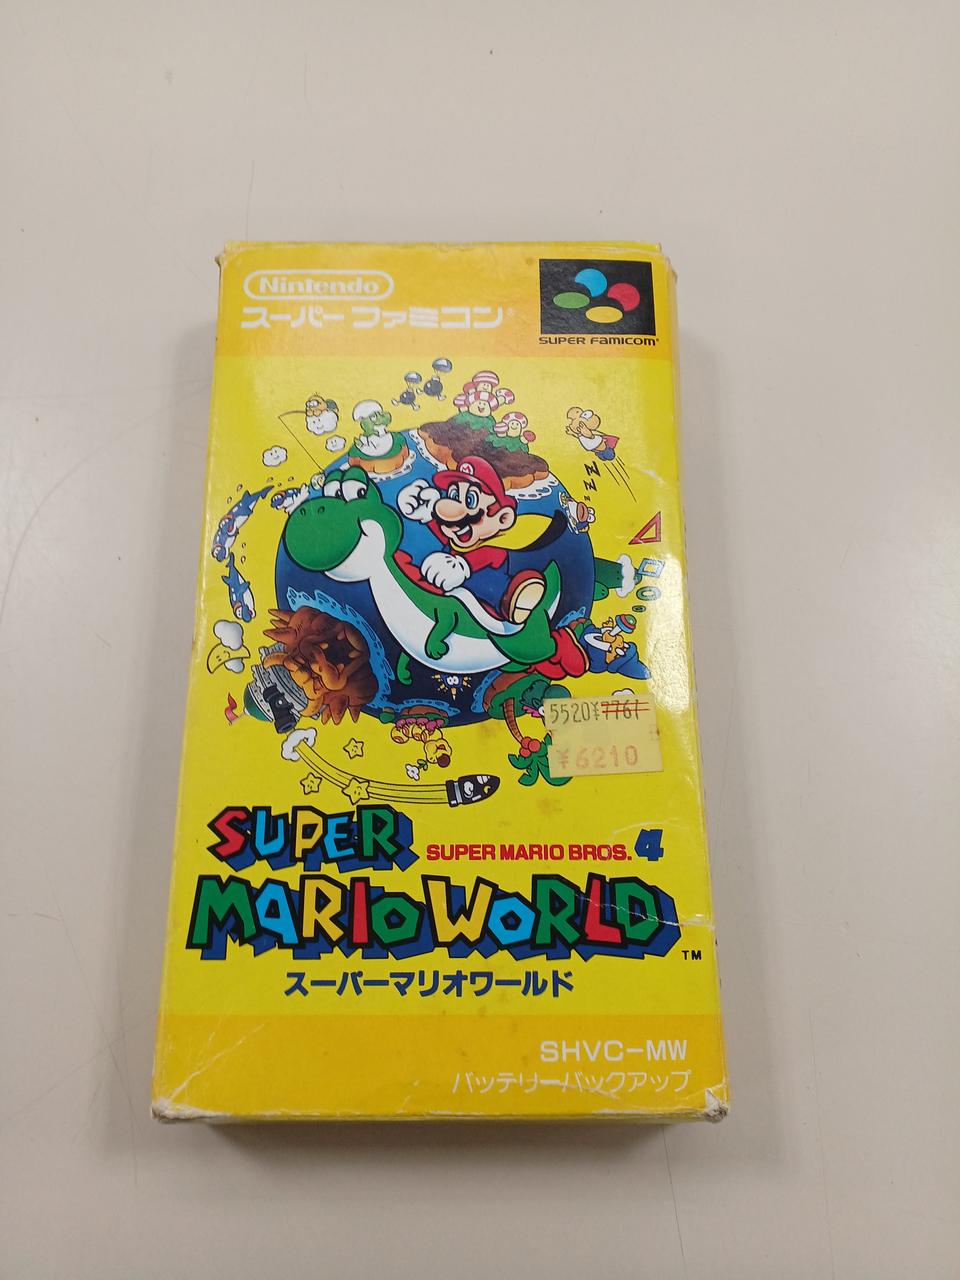 Nintendo
スーパーファミコン®
SUPER FAMICOM®
ZZZ
5520¥7761
¥6210
SUPER
SUPER MARIO BROS. 4
MARIO WORLD™
スーパーマリオワールド
SHVC-MW
バッテリーバックアップ